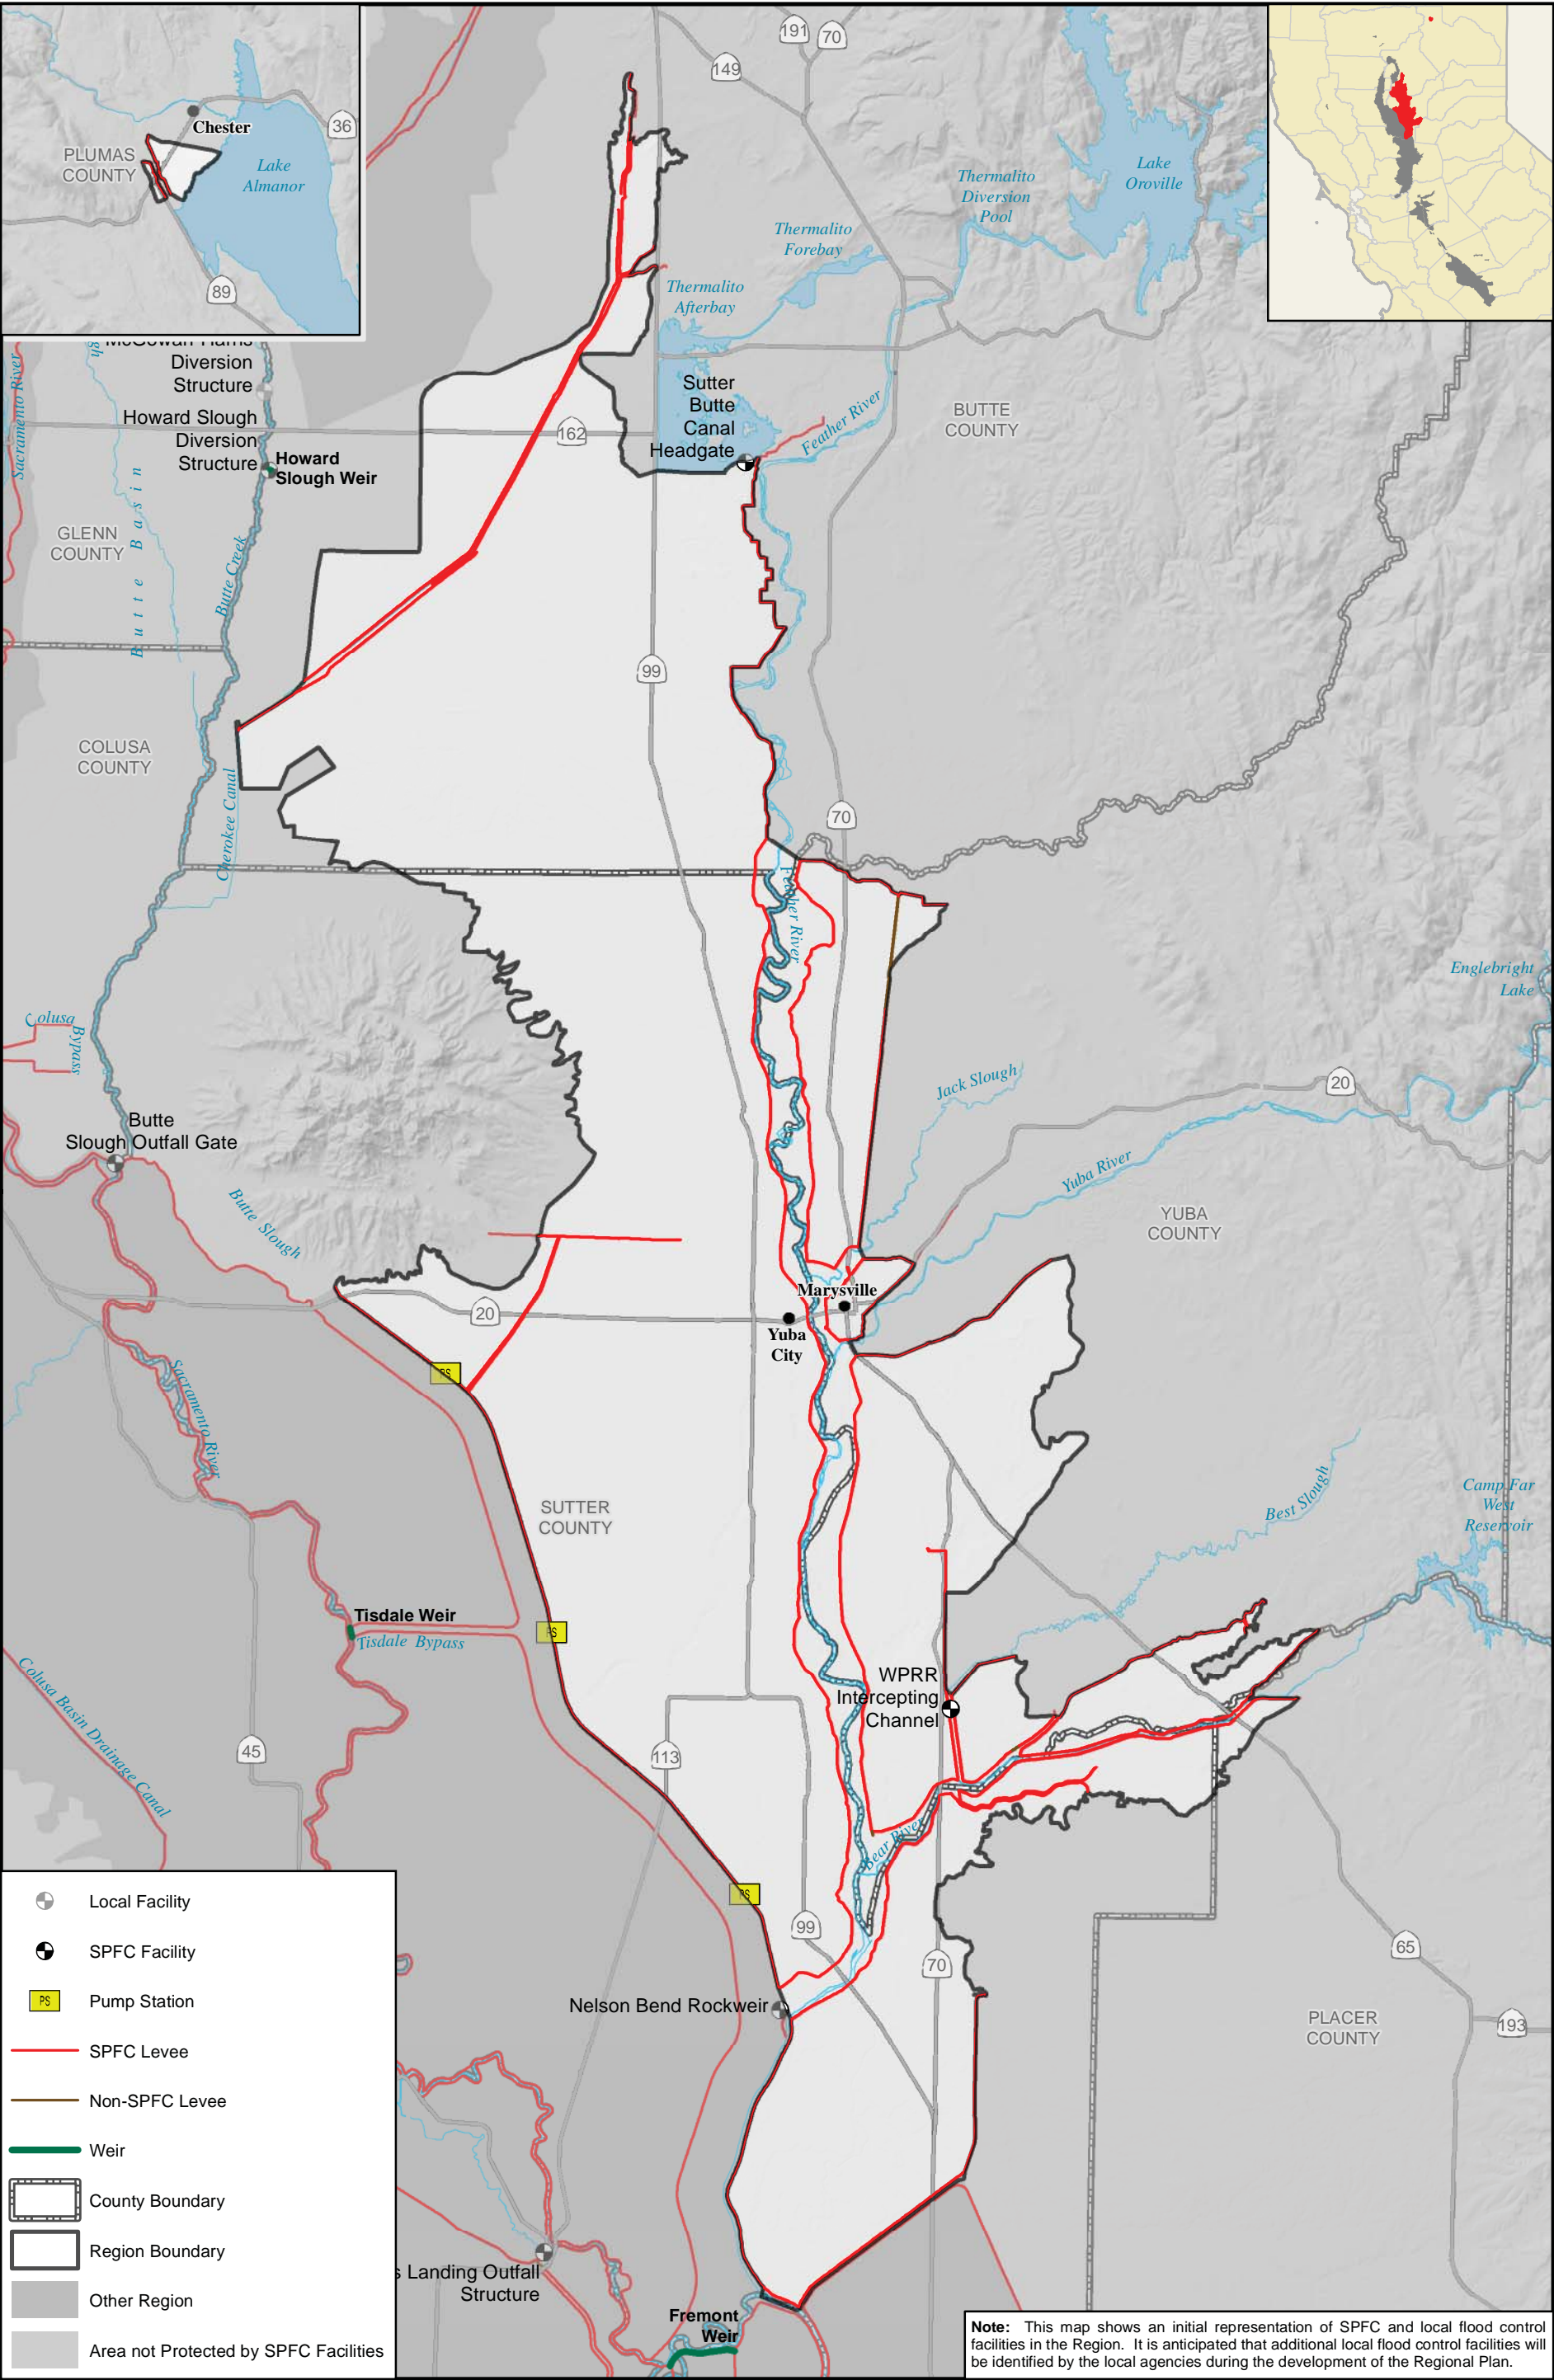 191
70
149
Chester
36
PLUMAS
COUNTY
Lake
Almanor
89
Thermalito
Diversion
Pool
Lake
Oroville
Thermalito
Forebay
Thermalito
Afterbay
Sacramento River
Diversion
Structure
Howard Slough
Diversion
Structure
Howard
Slough Weir
162
Sutter
Butte
Canal
Headgate
Feather River
BUTTE
COUNTY
GLENN
COUNTY
Butte Basin
Butte Creek
99
COLUSA
COUNTY
Cherokee Canal
70
Feather River
Englebright
Lake
Colusa
Bypass
Jack Slough
20
Butte
Slough Outfall Gate
Butte Slough
Yuba River
YUBA
COUNTY
Marysville
20
Yuba
City
PS
Sacramento River
SUTTER
COUNTY
Best Slough
Camp Far
West
Reservoir
Tisdale Weir
Tisdale Bypass
PS
Colusa Basin Drainage Canal
WPRR
Intercepting
Channel
45
113
Bear River
PS
99
70
65
Nelson Bend Rockweir
PLACER
COUNTY
193
s Landing Outfall
Structure
Fremont
Weir
Local Facility
SPFC Facility
PS
Pump Station
SPFC Levee
Non-SPFC Levee
Weir
County Boundary
Region Boundary
Other Region
Area not Protected by SPFC Facilities
Note: This map shows an initial representation of SPFC and local flood control
facilities in the Region. It is anticipated that additional local flood control facilities will
be identified by the local agencies during the development of the Regional Plan.